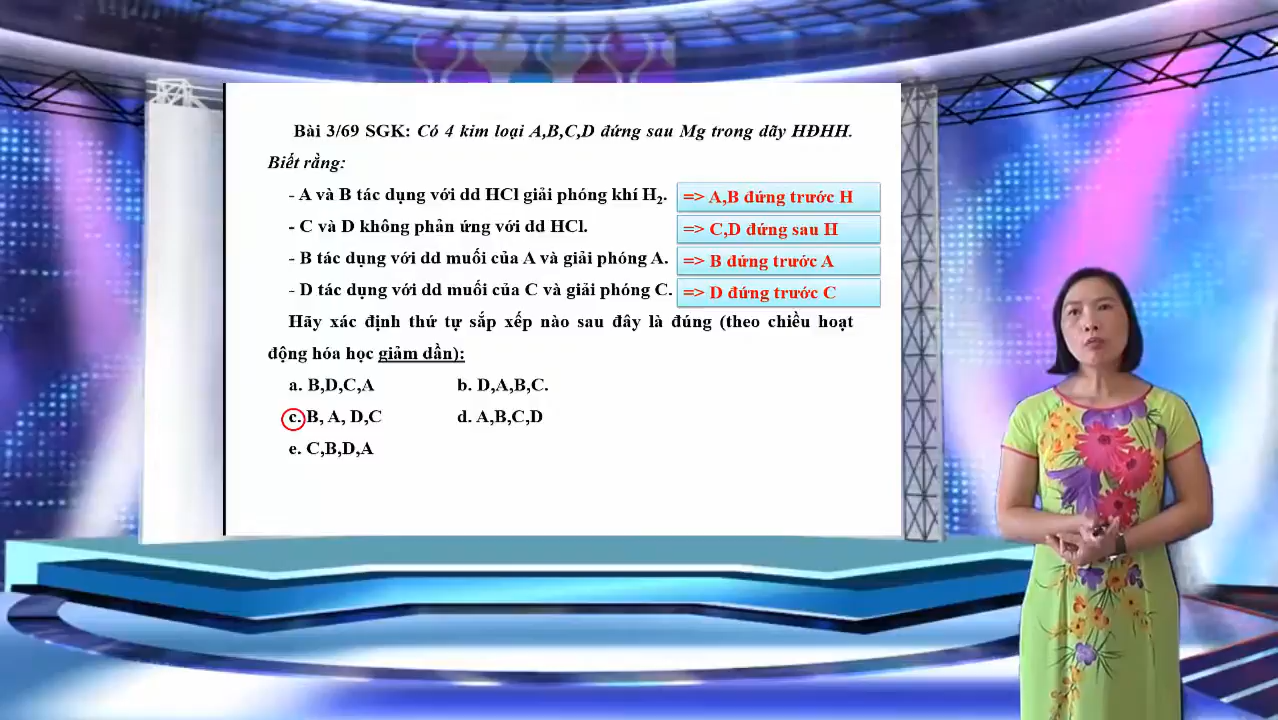 Bài 3/69 SGK: Có 4 kim loại A,B,C,D đứng sau Mg trong dãy HĐHH.
Biết rằng:
- A và B tác dụng với dd HCl giải phóng khí H₂. => A,B đứng trước H
- C và D không phản ứng với dd HCl. => C,D đứng sau H
- B tác dụng với dd muối của A và giải phóng A. => B đứng trước A
- D tác dụng với dd muối của C và giải phóng C. => D đứng trước C
Hãy xác định thứ tự sắp xếp nào sau đây là đúng (theo chiều hoạt
động hóa học giảm dần):
a. B,D,C,A b. D,A,B,C.
c. B, A, D,C d. A,B,C,D
e. C,B,D,A